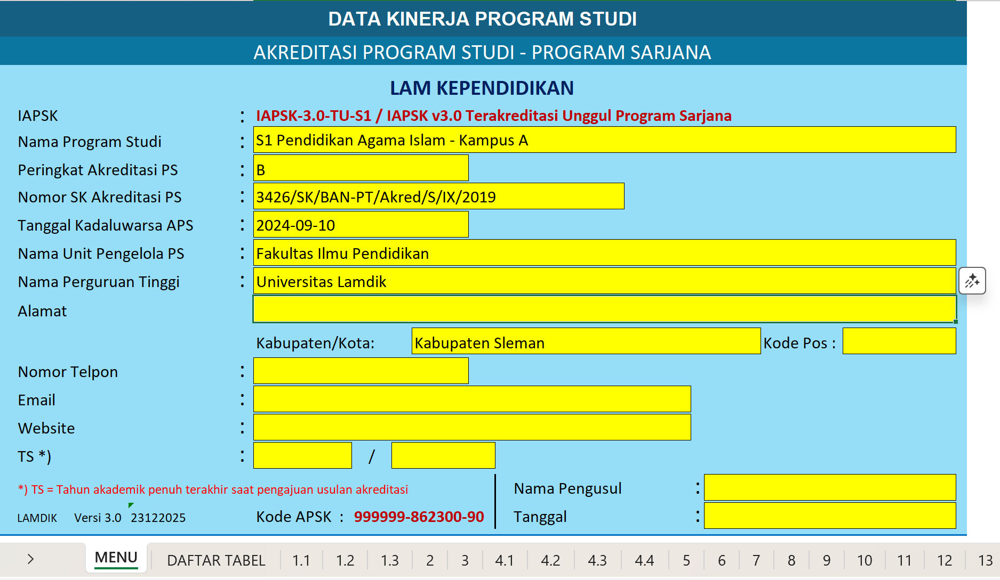 DATA KINERJA PROGRAM STUDI
AKREDITASI PROGRAM STUDI - PROGRAM SARJANA
LAM KEPENDIDIKAN
IAPSK : IAPSK-3.0-TU-S1 / IAPSK v3.0 Terakreditasi Unggul Program Sarjana
Nama Program Studi : S1 Pendidikan Agama Islam - Kampus A
Peringkat Akreditasi PS : B
Nomor SK Akreditasi PS : 3426/SK/BAN-PT/Akred/S/IX/2019
Tanggal Kadaluwarsa APS : 2024-09-10
Nama Unit Pengelola PS : Fakultas Ilmu Pendidikan
Nama Perguruan Tinggi : Universitas Lamdik
Alamat
Kabupaten/Kota: Kabupaten Sleman Kode Pos :
Nomor Telpon :
Email :
Website :
TS *) : /
*) TS = Tahun akademik penuh terakhir saat pengajuan usulan akreditasi
Nama Pengusul :
LAMDIK Versi 3.0 23122025 Kode APSK : 999999-862300-90
Tanggal :
MENU DAFTAR TABEL 1.1 1.2 1.3 2 3 4.1 4.2 4.3 4.4 5 6 7 8 9 10 11 12 13